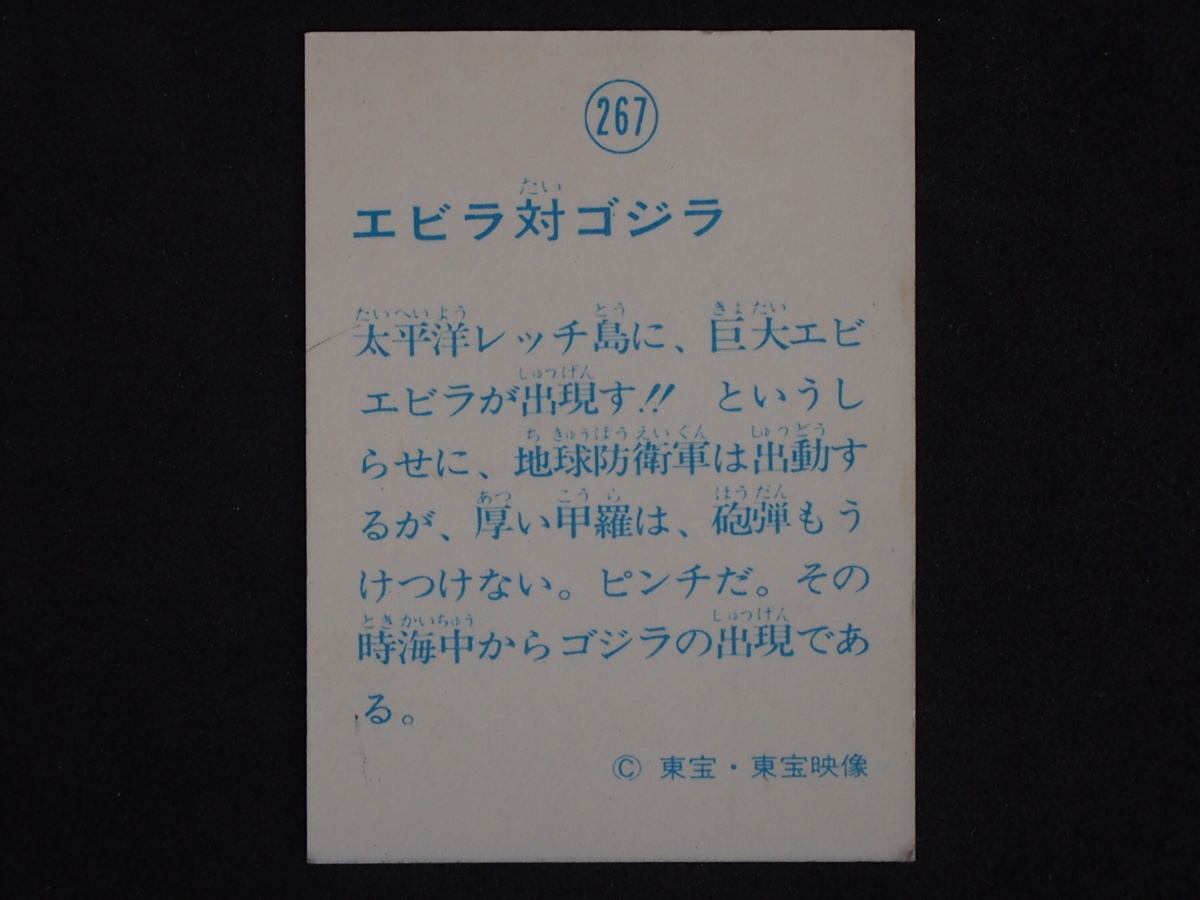 267
たい
エビラ対ゴジラ
たいへいよう とう きょだい
太平洋レッチ島に、巨大エビ
しゅつげん
エビラが出現す!! というし
ちきゅうぼうえいぐん しゅつどう
らせに、地球防衛軍は出動す
あつ こうら ほうだん
るが、厚い甲羅は、砲弾もう
けつけない。ピンチだ。その
ときかいちゅう しゅつげん
時海中からゴジラの出現であ
る。
© 東宝・東宝映像